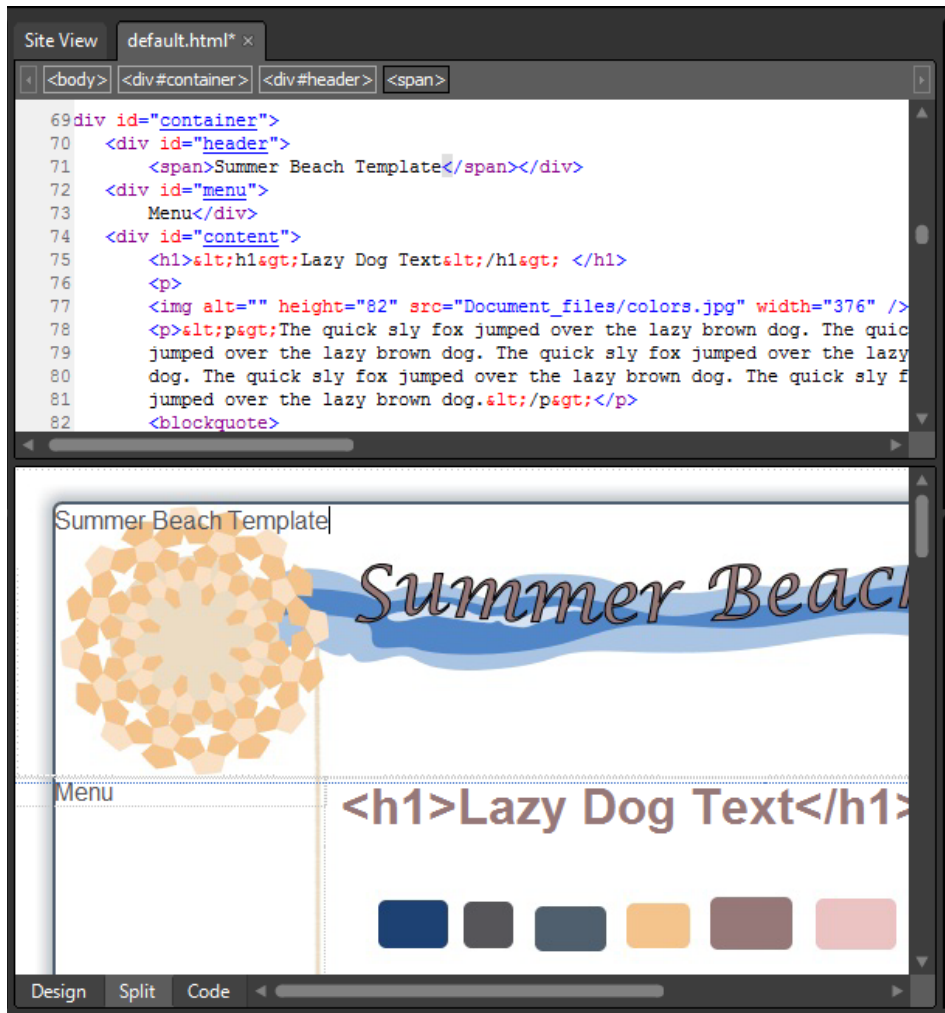 Site View default.html* ×
<body> <div#container> <div#header> <span>
69 div id="container">
70 <div id="header">
71 <span>Summer Beach Template</span></div>
72 <div id="menu">
73 Menu</div>
74 <div id="content">
75 <h1>&lt;h1&gt;Lazy Dog Text&lt;/h1&gt; </h1>
76 <p>
77 <img alt="" height="82" src="Document_files/colors.jpg" width="376" />
78 <p>&lt;p&gt;The quick sly fox jumped over the lazy brown dog. The quic
79 jumped over the lazy brown dog. The quick sly fox jumped over the lazy
80 dog. The quick sly fox jumped over the lazy brown dog. The quick sly f
81 jumped over the lazy brown dog.&lt;/p&gt;</p>
82 <blockquote>
Summer Beach Template
Summer Beach
Menu
<h1>Lazy Dog Text</h1>
Design Split Code